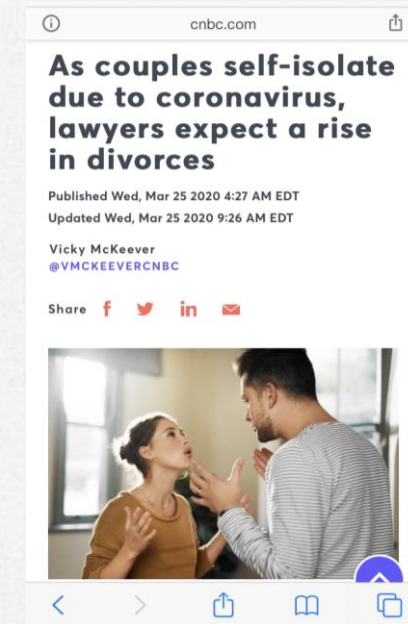 cnbc.com
As couples self-isolate
due to coronavirus,
lawyers expect a rise
in divorces
Published Wed, Mar 25 2020 4:27 AM EDT
Updated Wed, Mar 25 2020 9:26 AM EDT
Vicky McKeever
@VMCKEEVERCNBC
Share